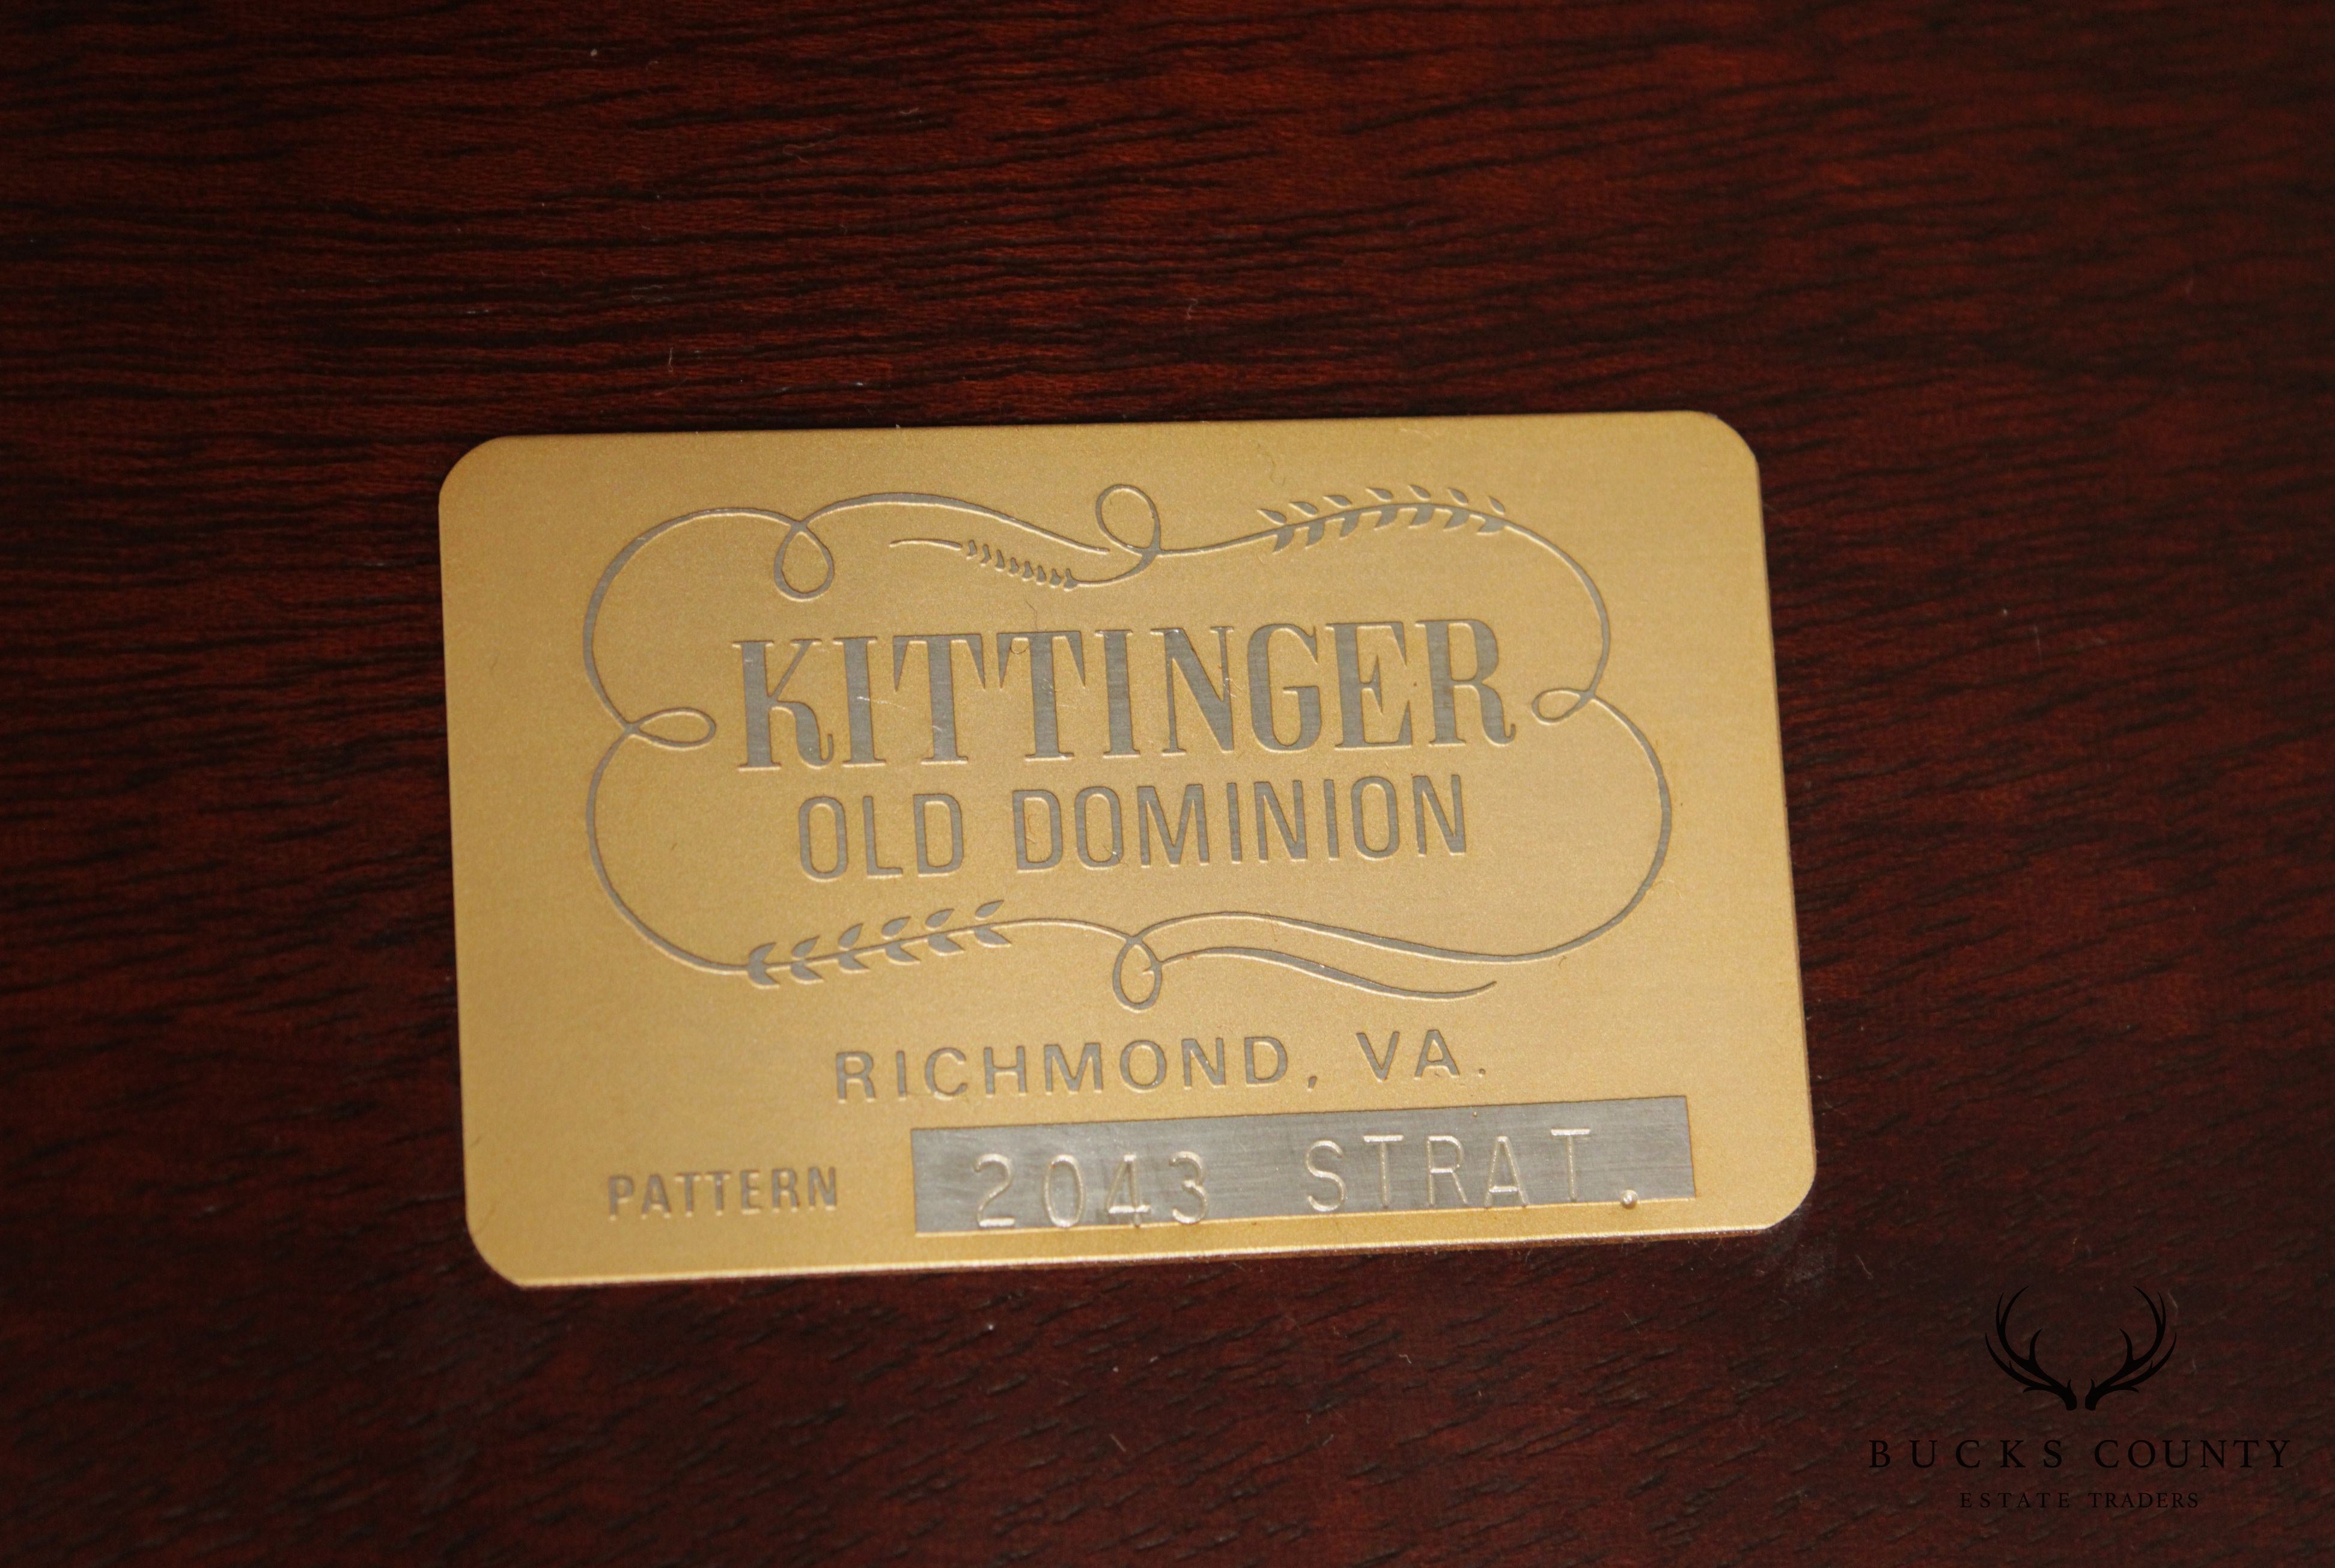 KITTINGER
OLD DOMINION
RICHMOND, VA.
PATTERN 2043 STRAT.
BUCKS COUNTY
ESTATE TRADERS